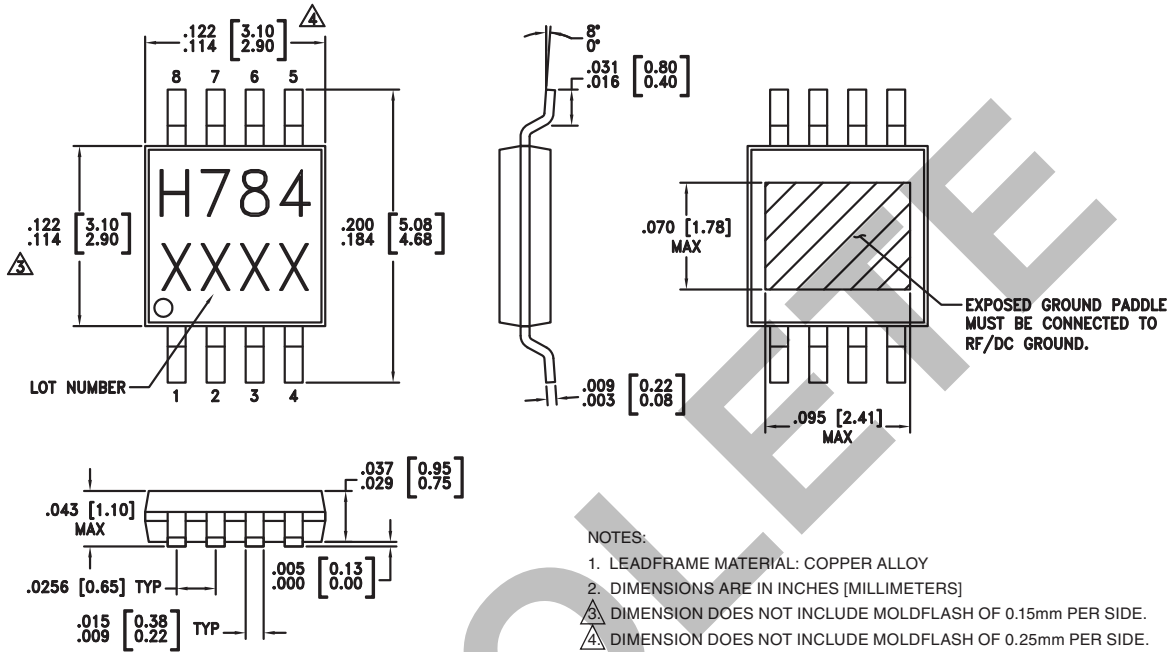 .122 [3.10]
.114 [2.90]
4
8 7 6 5
H784
XXXX
.122 [3.10]
.114 [2.90]
3
.200 [5.08]
.184 [4.68]
LOT NUMBER
1 2 3 4
8°
0°
.031 [0.80]
.016 [0.40]
.009 [0.22]
.003 [0.08]
.070 [1.78]
MAX
EXPOSED GROUND PADDLE
MUST BE CONNECTED TO
RF/DC GROUND.
.095 [2.41]
MAX
.037 [0.95]
.029 [0.75]
.043 [1.10]
MAX
.0256 [0.65] TYP
.005 [0.13]
.000 [0.00]
.015 [0.38]
.009 [0.22] TYP
NOTES:
1. LEADFRAME MATERIAL: COPPER ALLOY
2. DIMENSIONS ARE IN INCHES [MILLIMETERS]
3. DIMENSION DOES NOT INCLUDE MOLDFLASH OF 0.15mm PER SIDE.
4. DIMENSION DOES NOT INCLUDE MOLDFLASH OF 0.25mm PER SIDE.
OLETE